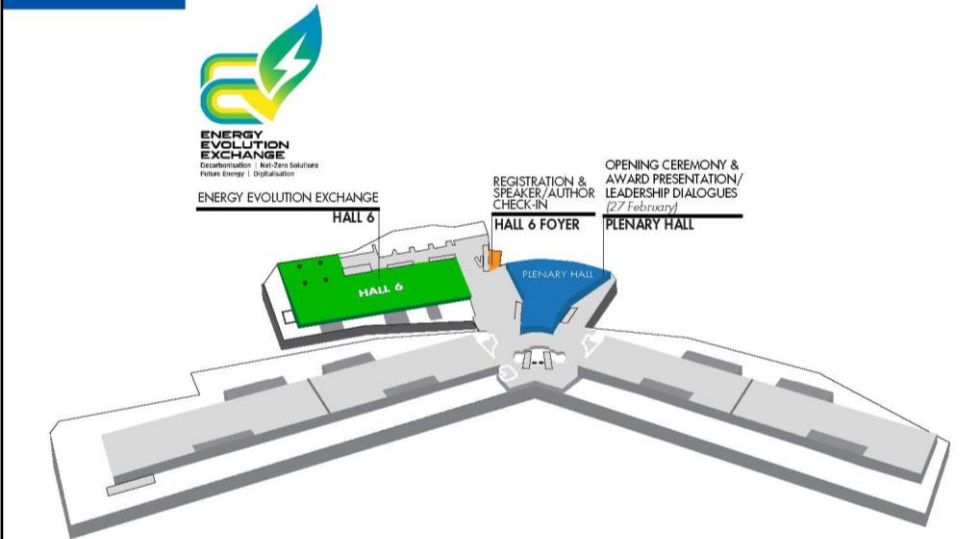 ENERGY
EVOLUTION
EXCHANGE
Decarbonisation | Net-Zero Solutions
Future Energy | Digitalisation
ENERGY EVOLUTION EXCHANGE
HALL 6
REGISTRATION &
SPEAKER/AUTHOR
CHECK-IN
HALL 6 FOYER
OPENING CEREMONY &
AWARD PRESENTATION/
LEADERSHIP DIALOGUES
(27 February)
PLENARY HALL
PLENARY HALL
HALL 6